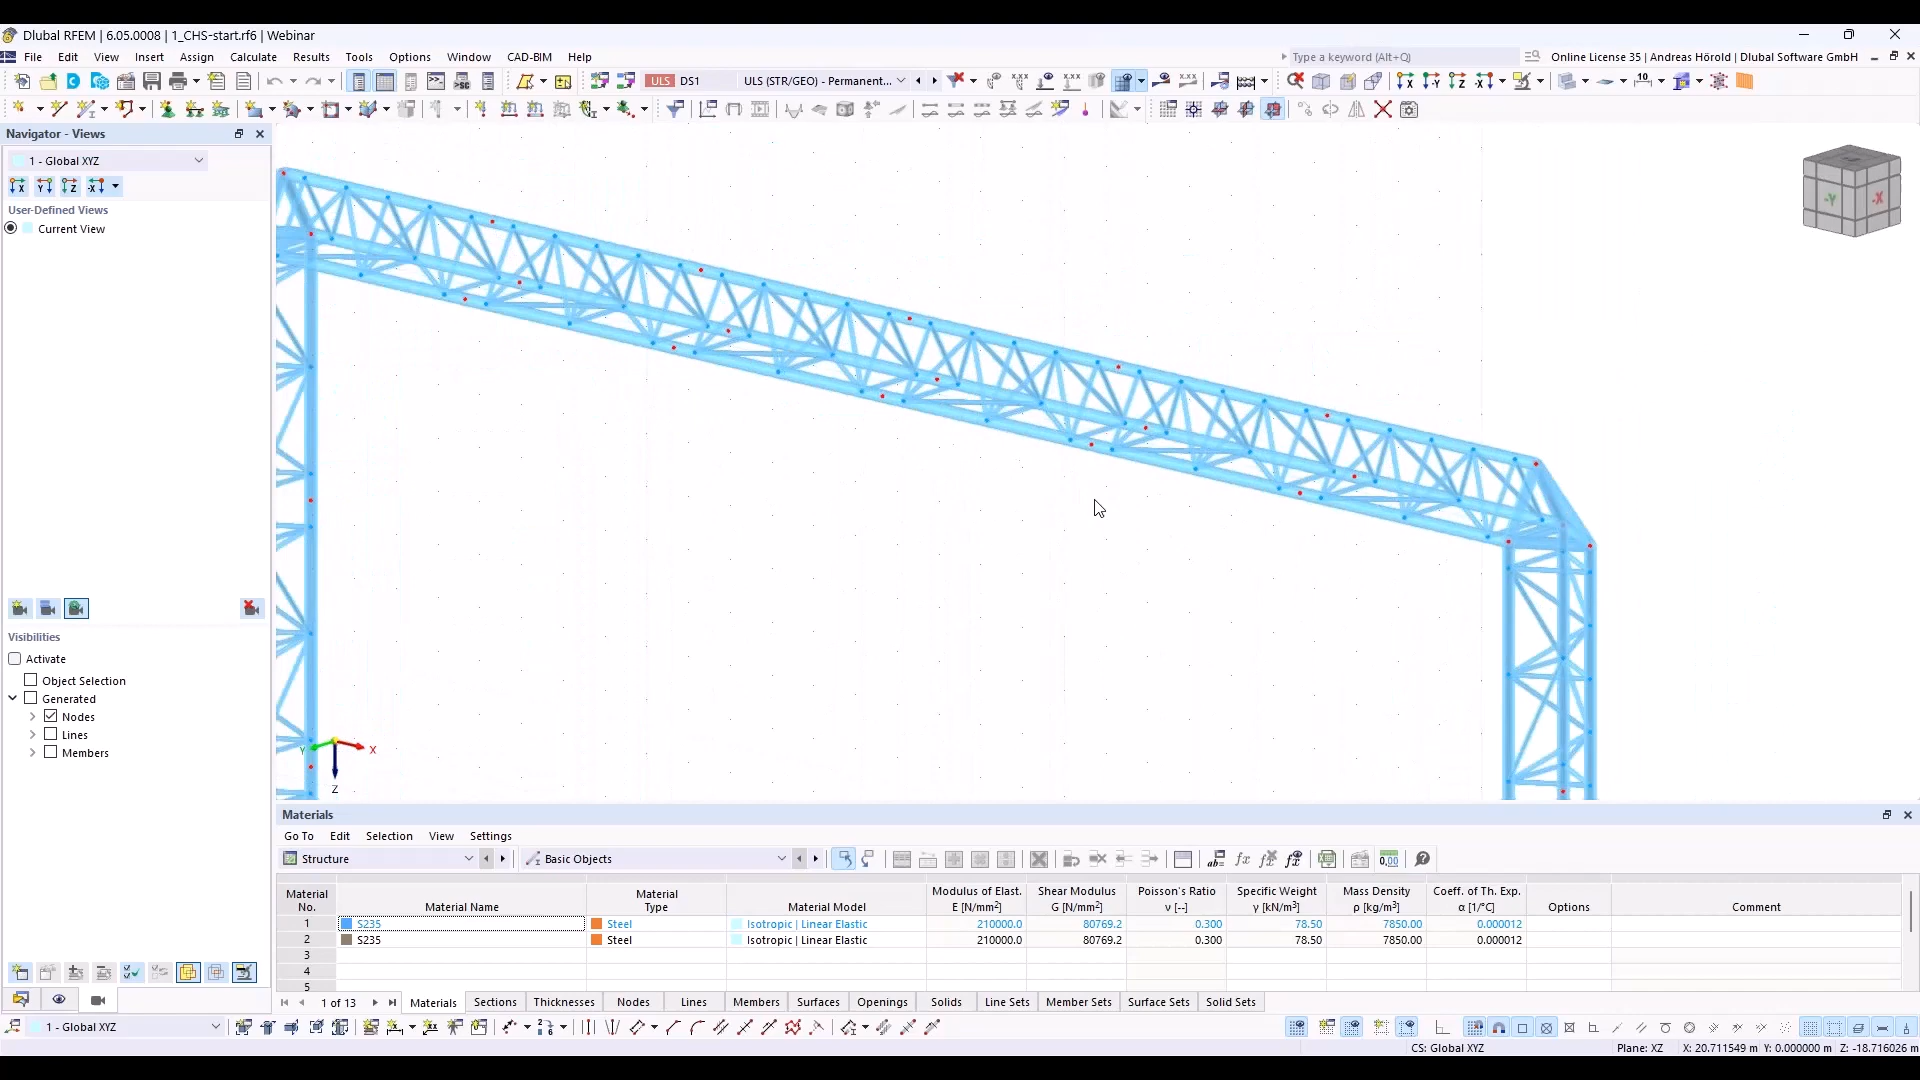 Dlubal RFEM | 6.05.0008 | 1_CHS-start.rf6 | Webinar
File Edit View Insert Assign Calculate Results Tools Options Window CAD-BIM Help
Type a keyword (Alt+Q)
Online License 35 | Andreas Hörold | Dlubal Software GmbH
ULS DS1 ULS (STR/GEO) - Permanent...
Navigator - Views
1 - Global XYZ
User-Defined Views
Current View
-Y -X
Visibilities
Activate
Object Selection
Generated
Nodes
Lines
Members
Y X
Z
Materials
Go To Edit Selection View Settings
Structure Basic Objects
Material No. Material Name Material Type Material Model Modulus of Elast. E [N/mm²] Shear Modulus G [N/mm²] Poisson's Ratio ν [--] Specific Weight γ [kN/m³] Mass Density ρ [kg/m³] Coeff. of Th. Exp. α [1/°C] Options Comment
1 S235 Steel Isotropic | Linear Elastic 210000.0 80769.2 0.300 78.50 7850.00 0.000012
2 S235 Steel Isotropic | Linear Elastic 210000.0 80769.2 0.300 78.50 7850.00 0.000012
3
4
5
1 of 13 Materials Sections Thicknesses Nodes Lines Members Surfaces Openings Solids Line Sets Member Sets Surface Sets Solid Sets
1 - Global XYZ
CS: Global XYZ Plane: XZ X: 20.711549 m Y: 0.000000 m Z: -18.716026 m